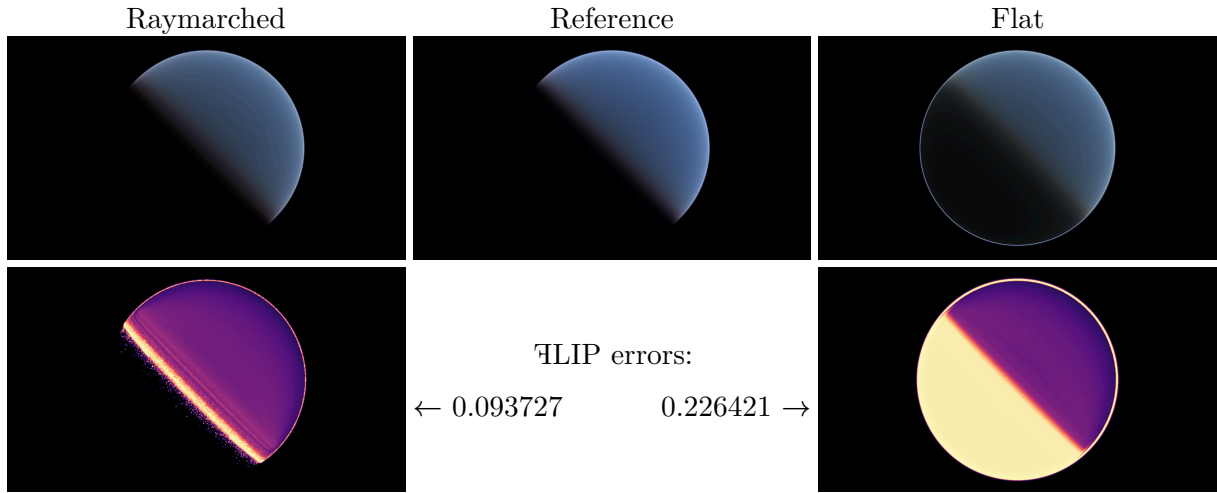 Raymarched
Reference
Flat
ꟻLIP errors:
← 0.093727
0.226421 →